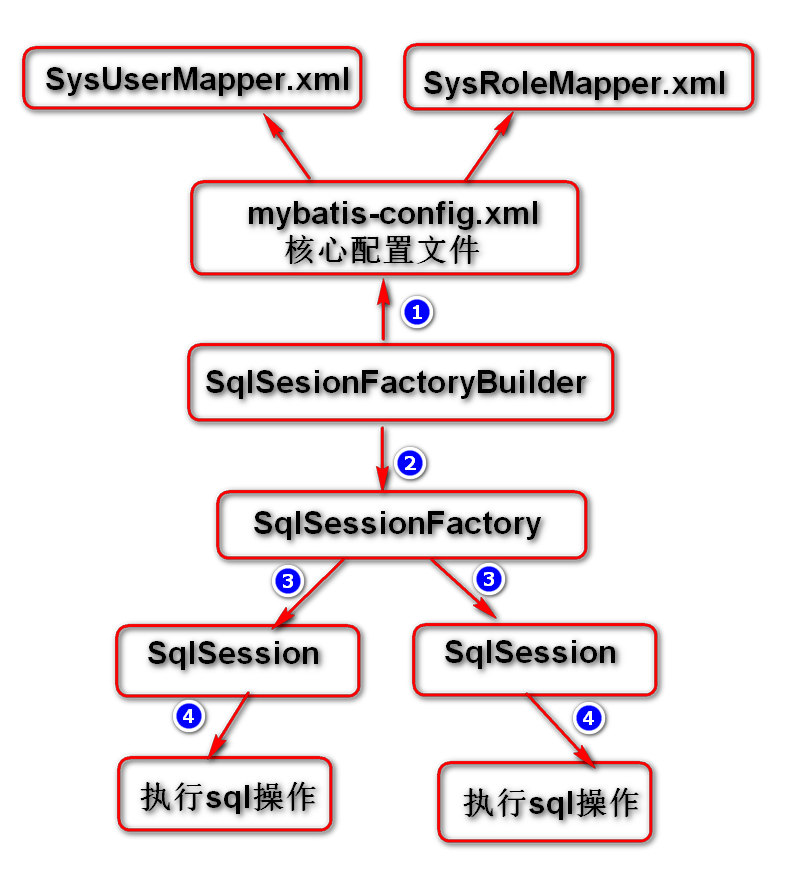 SysUserMapper.xml
SysRoleMapper.xml
mybatis-config.xml
核心配置文件
1
SqlSesionFactoryBuilder
2
SqlSessionFactory
3
3
SqlSession
SqlSession
4
4
执行sql操作
执行sql操作